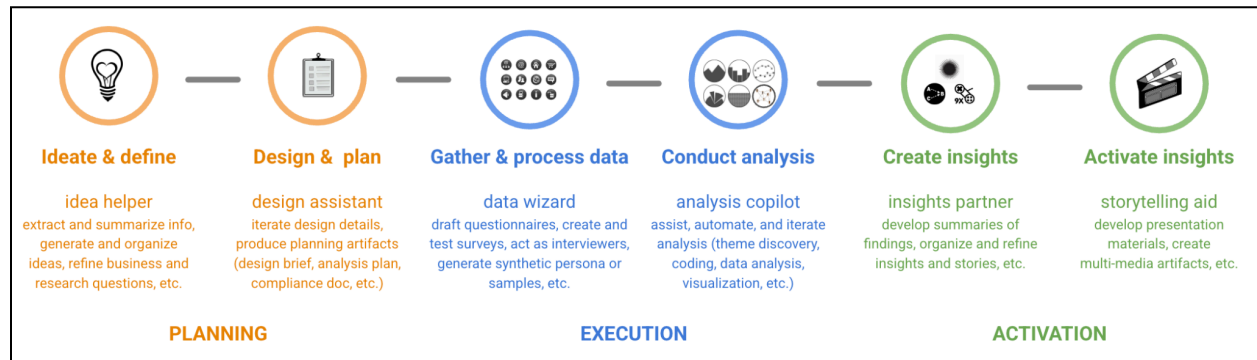 Ideate & define
idea helper
extract and summarize info,
generate and organize
ideas, refine business and
research questions, etc.
Design & plan
design assistant
iterate design details,
produce planning artifacts
(design brief, analysis plan,
compliance doc, etc.)
Gather & process data
data wizard
draft questionnaires, create and
test surveys, act as interviewers,
generate synthetic persona or
samples, etc.
Conduct analysis
analysis copilot
assist, automate, and iterate
analysis (theme discovery,
coding, data analysis,
visualization, etc.)
A
B
C
9X
Create insights
insights partner
develop summaries of
findings, organize and refine
insights and stories, etc.
Activate insights
storytelling aid
develop presentation
materials, create
multi-media artifacts, etc.
PLANNING
EXECUTION
ACTIVATION